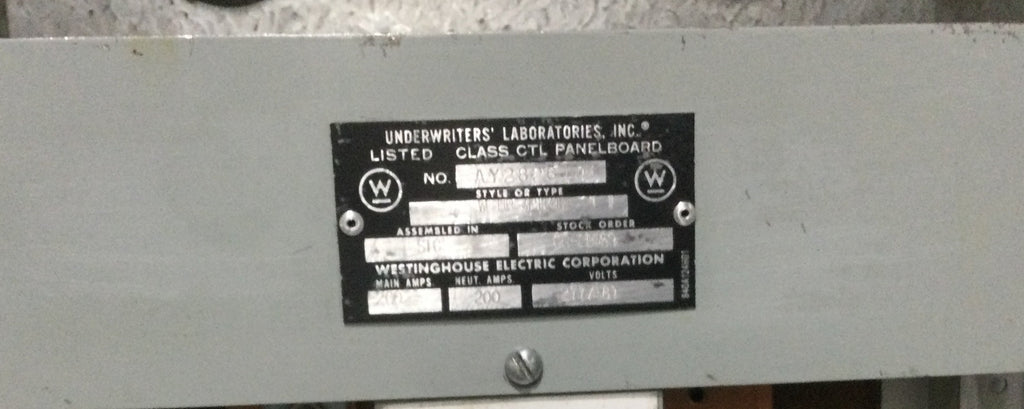 UNDERWRITERS' LABORATORIES, INC.®
LISTED CLASS CTL PANELBOARD
NO.
W W
STYLE OR TYPE
ASSEMBLED IN STOCK ORDER
WESTINGHOUSE ELECTRIC CORPORATION
MAIN AMPS NEUT. AMPS. VOLTS
200 200